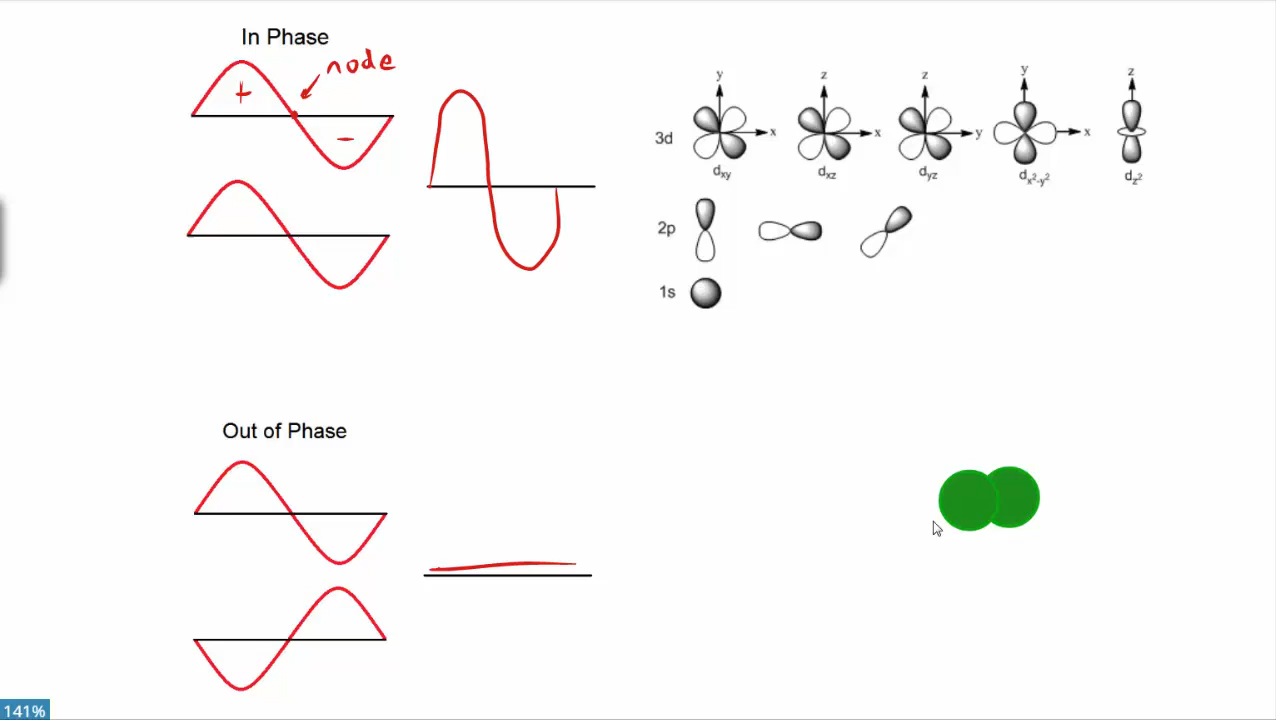 In Phase
node
+
−
y
x
z
x
z
y
y
x
z
3d
dxy
dxz
dyz
dx²-y²
dz²
2p
1s
Out of Phase
141%